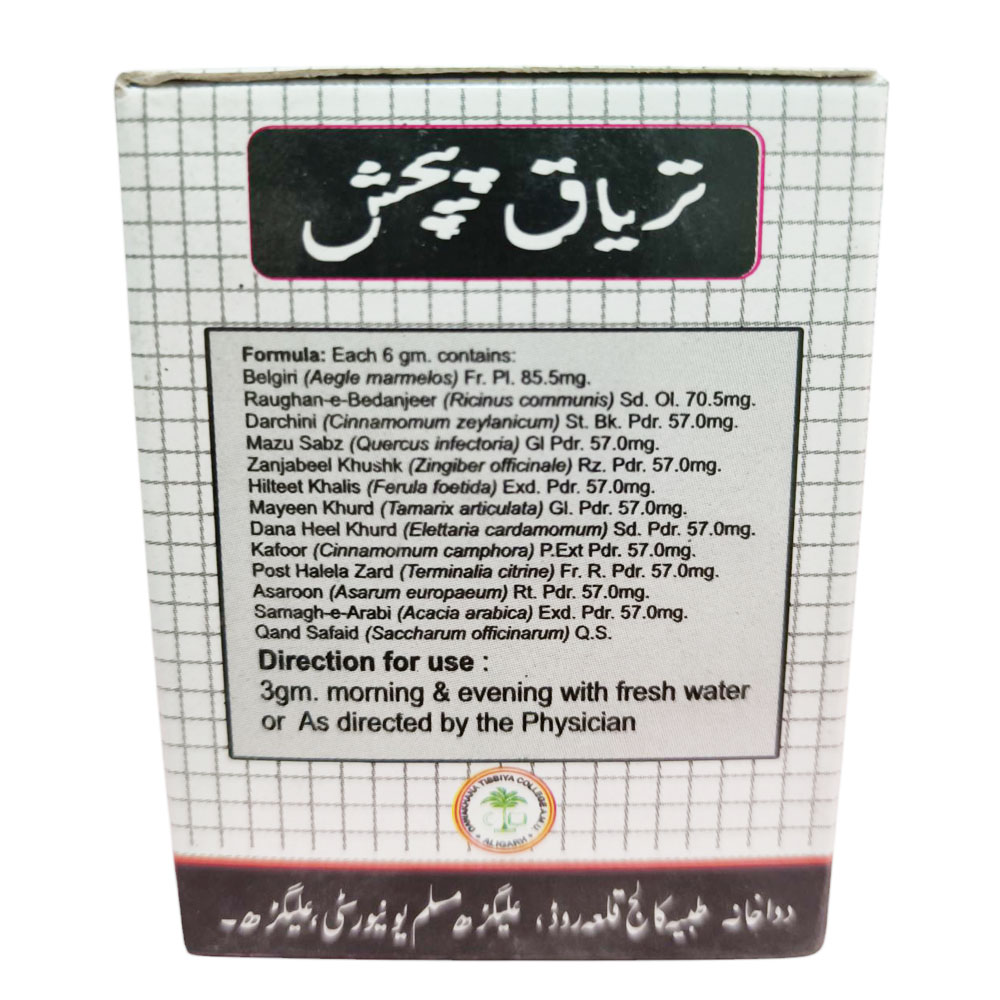 تریاق پیچش
Formula: Each 6 gm. contains:
Belgiri (Aegle marmelos) Fr. Pl. 85.5mg.
Raughan-e-Bedanjeer (Ricinus communis) Sd. Ol. 70.5mg.
Darchini (Cinnamomum zeylanicum) St. Bk. Pdr. 57.0mg.
Mazu Sabz (Quercus infectoria) Gl Pdr. 57.0mg.
Zanjabeel Khushk (Zingiber officinale) Rz. Pdr. 57.0mg.
Hilteet Khalis (Ferula foetida) Exd. Pdr. 57.0mg.
Mayeen Khurd (Tamarix articulata) Gl. Pdr. 57.0mg.
Dana Heel Khurd (Elettaria cardamomum) Sd. Pdr. 57.0mg.
Kafoor (Cinnamomum camphora) P.Ext Pdr. 57.0mg.
Post Halela Zard (Terminalia citrine) Fr. R. Pdr. 57.0mg.
Asaroon (Asarum europaeum) Rt. Pdr. 57.0mg.
Samagh-e-Arabi (Acacia arabica) Exd. Pdr. 57.0mg.
Qand Safaid (Saccharum officinarum) Q.S.
Direction for use :
3gm. morning & evening with fresh water
or As directed by the Physician
DAWAKHANA TIBBIYA COLLEGE A.M.U.
ALIGARH
دواخانہ طبیہ کالج قلعہ روڈ، علیگڑھ مسلم یونیورسٹی، علیگڑھ۔